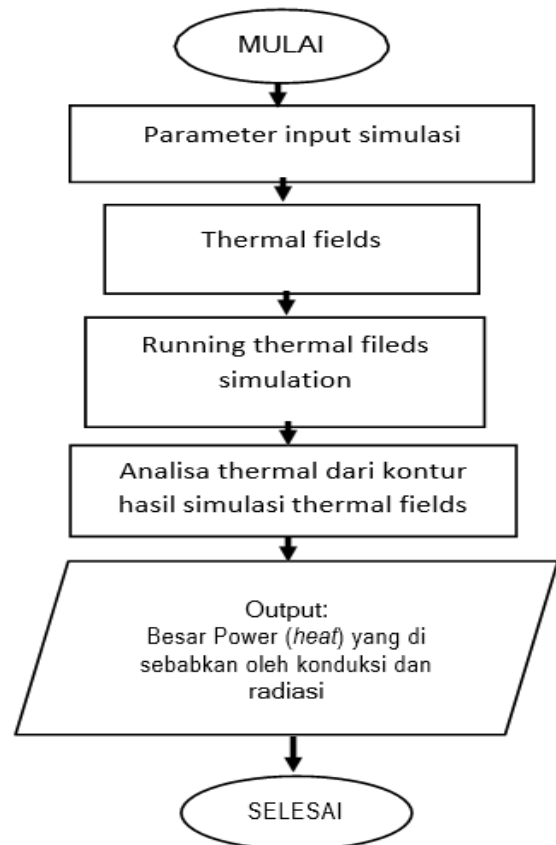 MULAI
Parameter input simulasi
Thermal fields
Running thermal fileds
simulation
Analisa thermal dari kontur
hasil simulasi thermal fields
Output:
Besar Power (heat) yang di
sebabkan oleh konduksi dan
radiasi
SELESAI